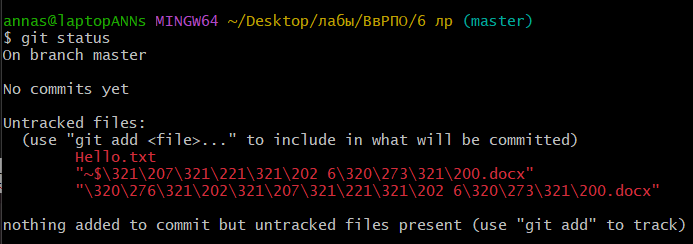 annas@laptopANNs MINGW64 ~/Desktop/лабы/ВвРПО/6 лр (master)
$ git status
On branch master
No commits yet
Untracked files:
(use "git add <file>..." to include in what will be committed)
Hello.txt
"~$\321\207\321\221\321\202 6\320\273\321\200.docx"
"\320\276\321\202\321\207\321\221\321\202 6\320\273\321\200.docx"
nothing added to commit but untracked files present (use "git add" to track)